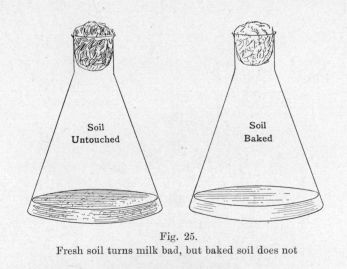 Soil
Untouched
Soil
Baked
Fig. 25.
Fresh soil turns milk bad, but baked soil does not